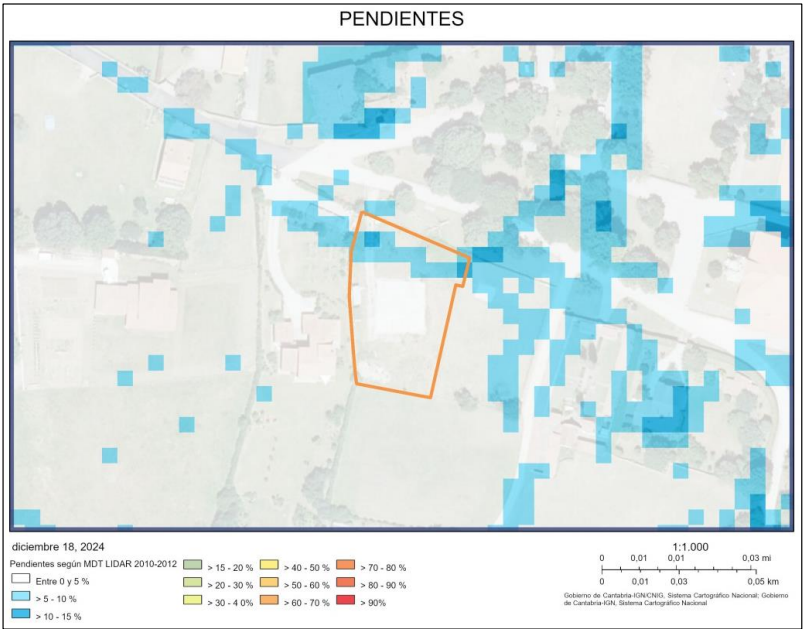 PENDIENTES
diciembre 18, 2024
Pendientes según MDT LIDAR 2010-2012
Entre 0 y 5 %
> 5 - 10 %
> 10 - 15 %
> 15 - 20 %
> 20 - 30 %
> 30 - 4 0%
> 40 - 50 %
> 50 - 60 %
> 60 - 70 %
> 70 - 80 %
> 80 - 90 %
> 90%
1:1.000
0 0,01 0,01 0,03 mi
0 0,01 0,03 0,05 km
Gobierno de Cantabria-IGN/CNIG, Sistema Cartográfico Nacional; Gobierno
de Cantabria-IGN, Sistema Cartográfico Nacional